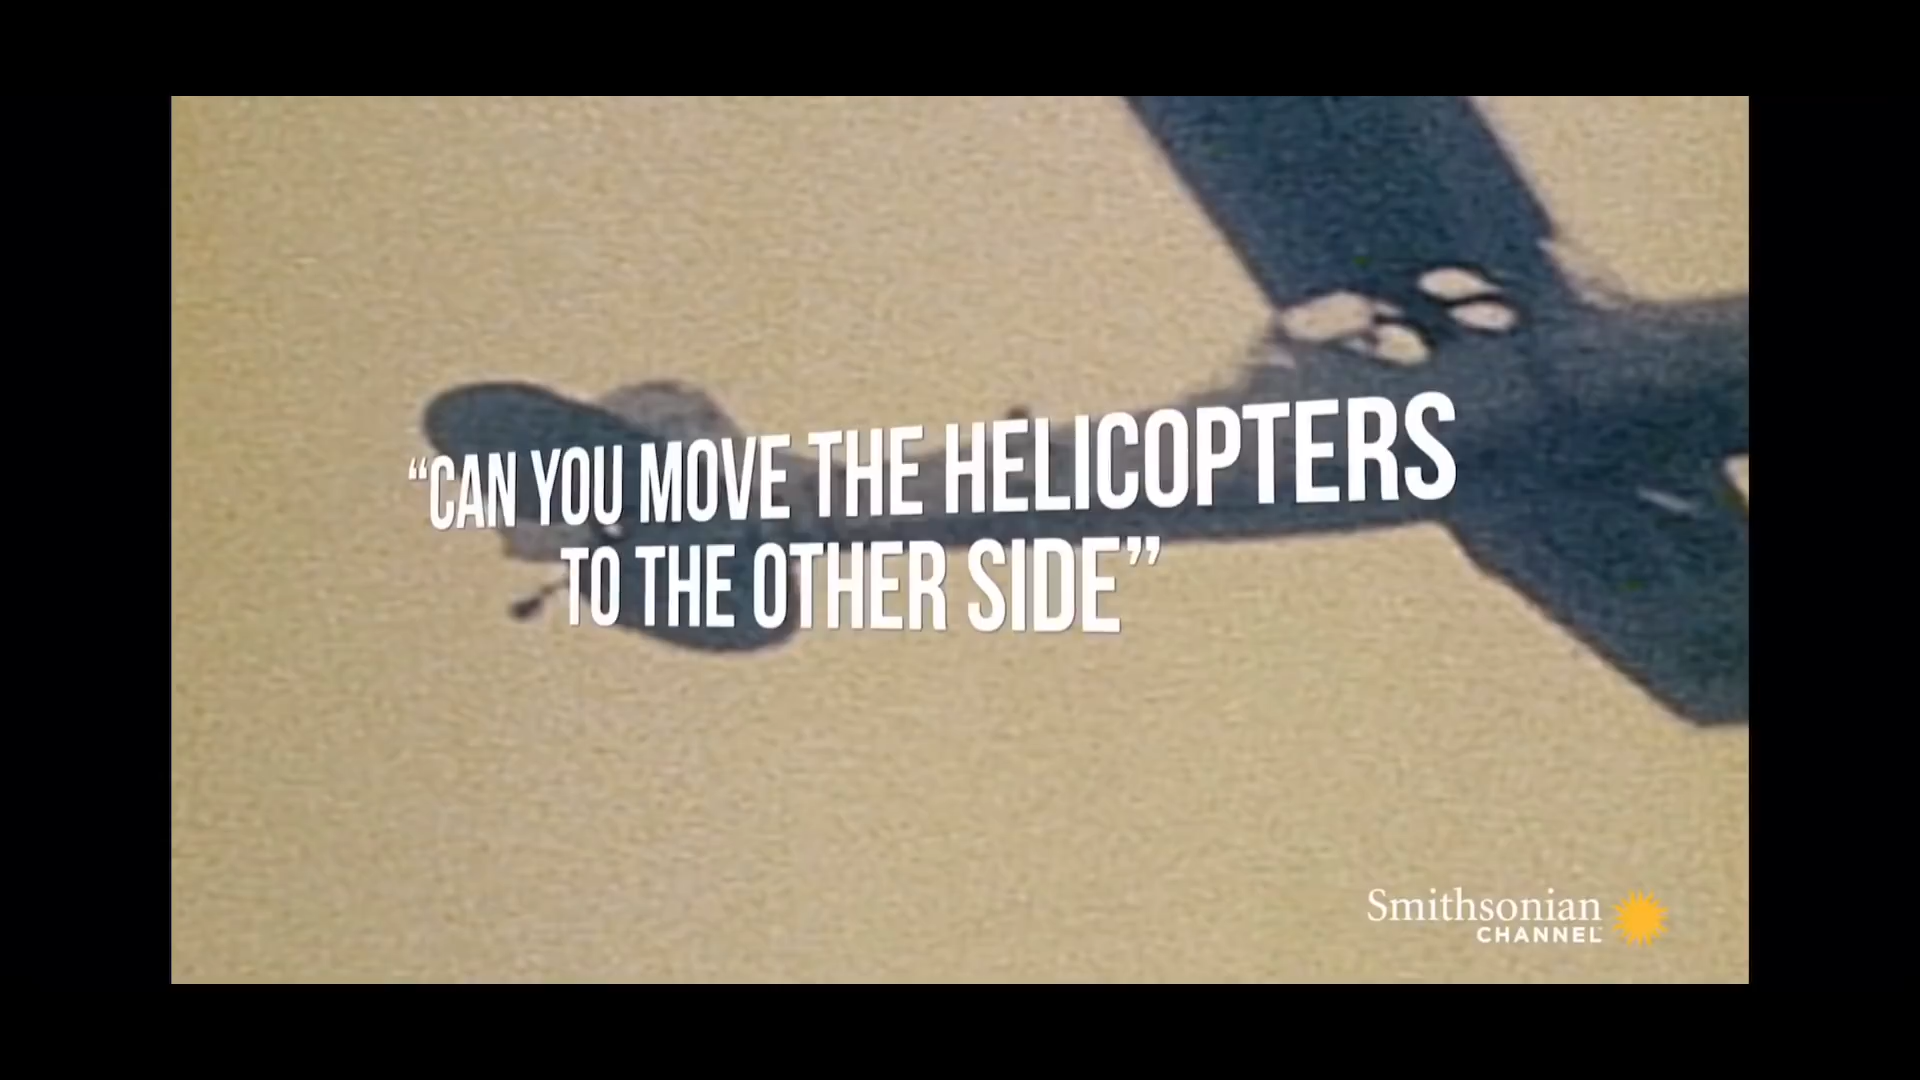 “CAN YOU MOVE THE HELICOPTERS
TO THE OTHER SIDE”
Smithsonian
CHANNEL